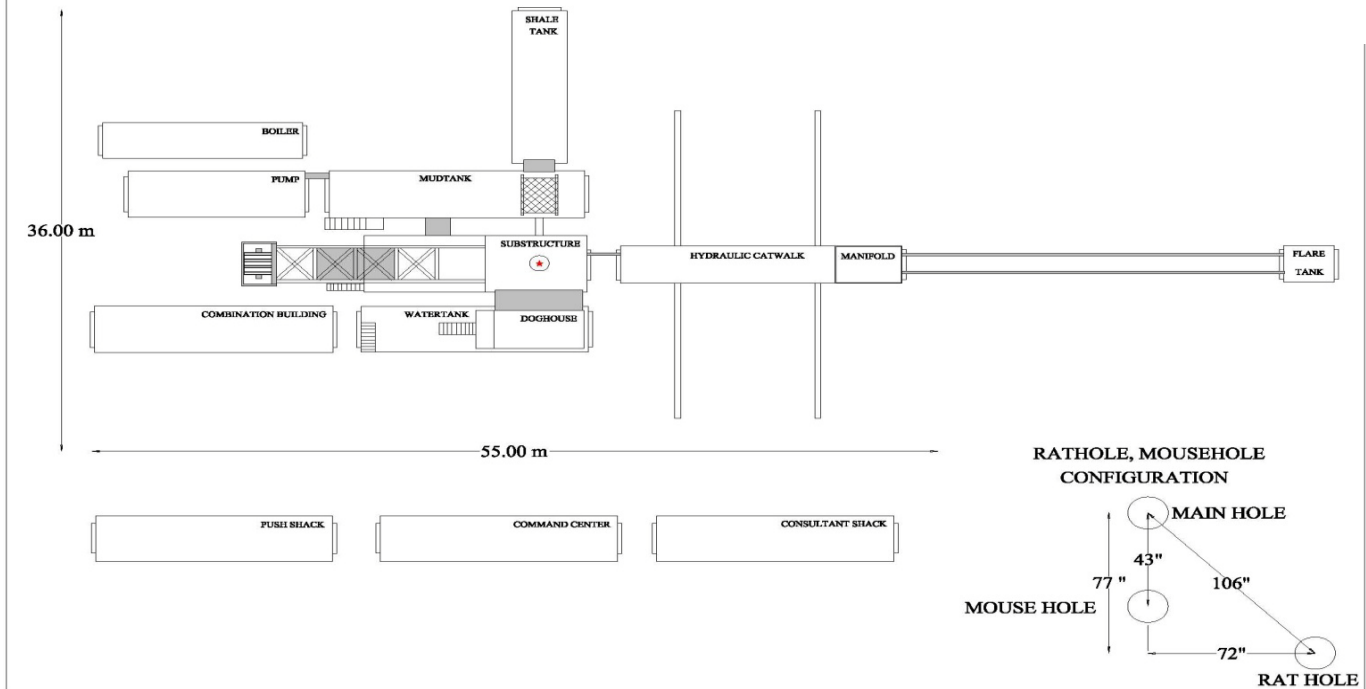 SHALE
TANK
BOILER
PUMP
MUDTANK
36.00 m
SUBSTRUCTURE
HYDRAULIC CATWALK
MANIFOLD
FLARE
TANK
COMBINATION BUILDING
WATERTANK
DOGHOUSE
55.00 m
RATHOLE, MOUSEHOLE
CONFIGURATION
PUSH SHACK
COMMAND CENTER
CONSULTANT SHACK
MAIN HOLE
43"
77 "
106"
MOUSE HOLE
72"
RAT HOLE